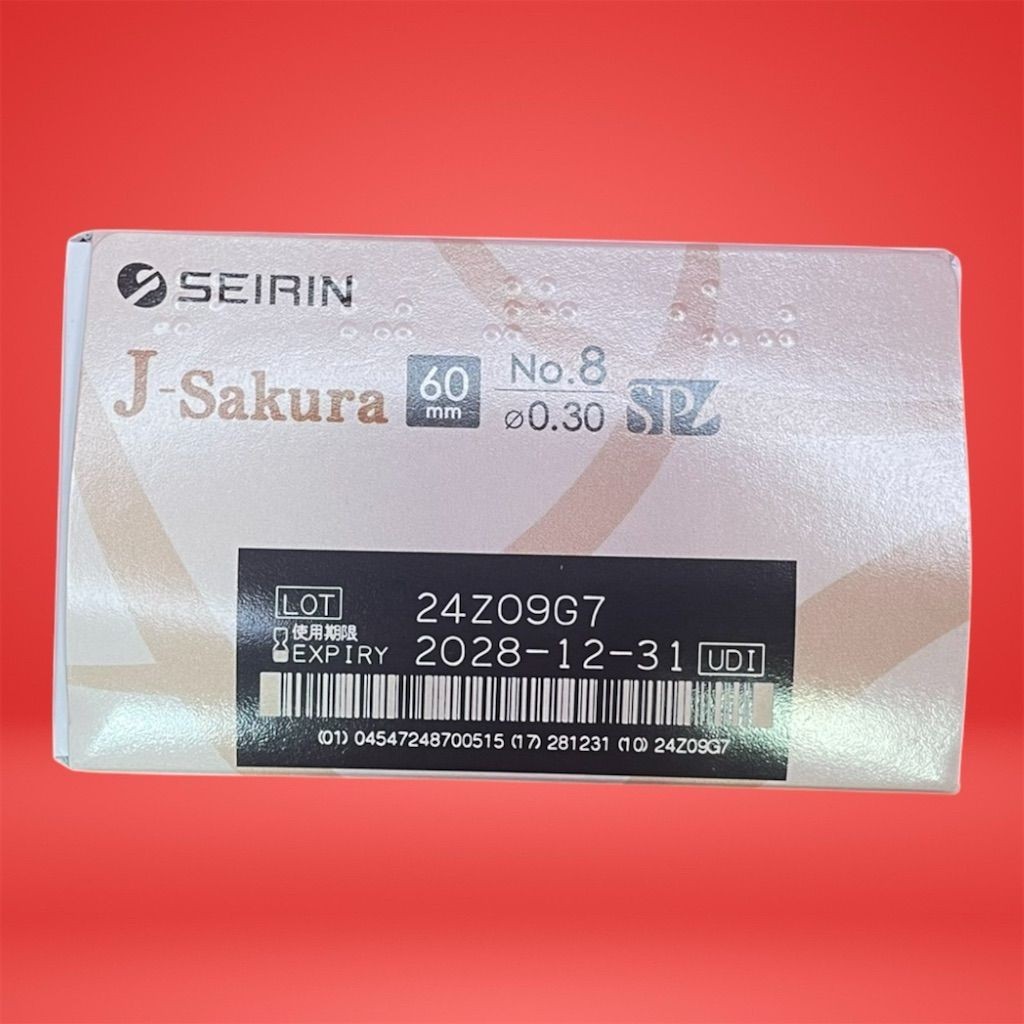 SEIRIN
J-Sakura 60 mm No.8 ⌀0.30 SPZ
LOT 24Z09G7
使用期限
EXPIRY 2028-12-31 UDI
(01) 04547248700515 (17) 281231 (10) 24Z09G7